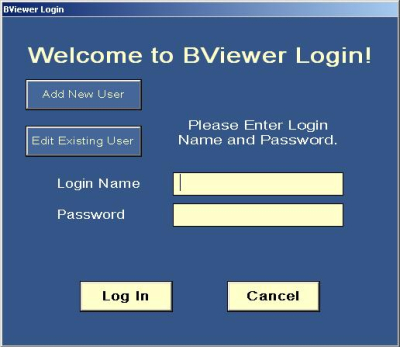 BViewer Login
Welcome to BViewer Login!
Add New User
Edit Existing User
Please Enter Login
Name and Password.
Login Name
Password
Log In
Cancel